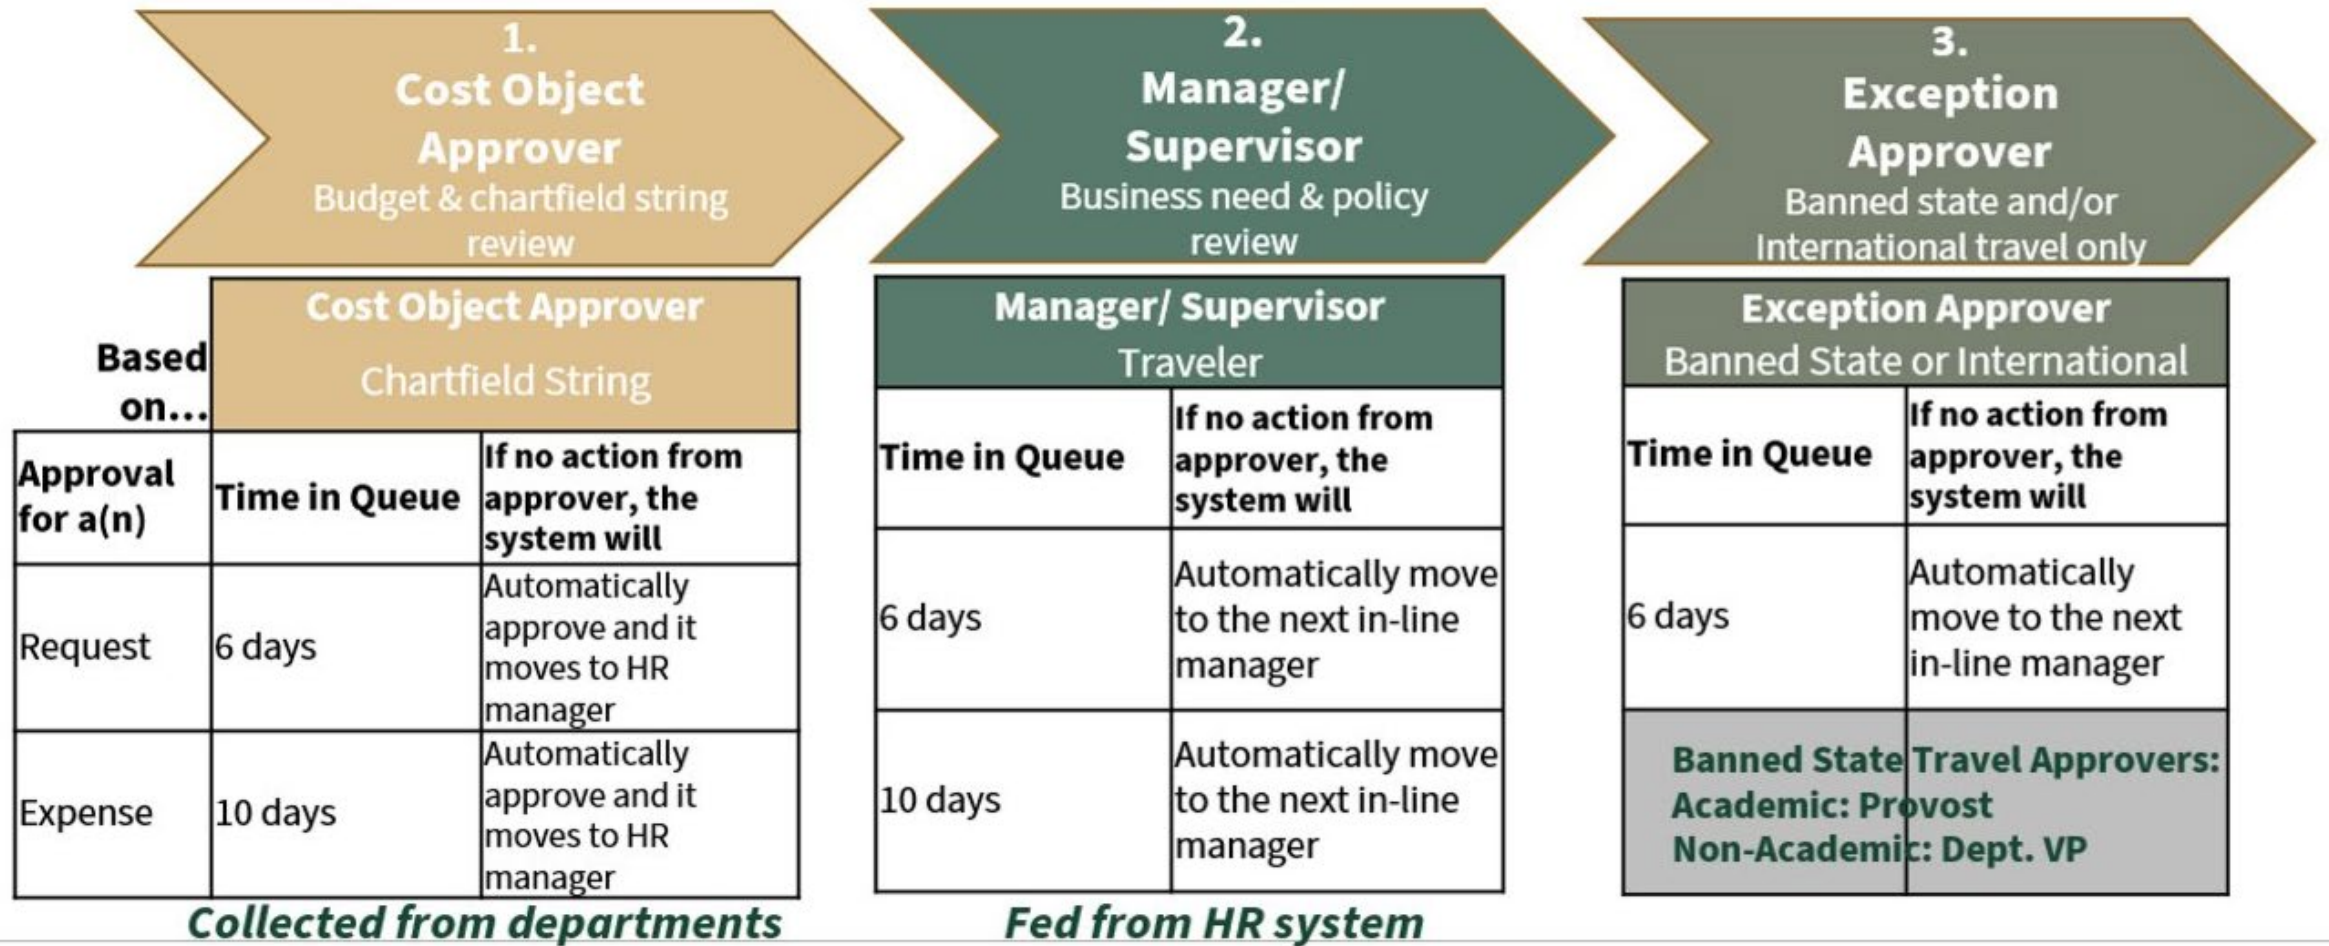 1.
Cost Object
Approver
Budget & chartfield string
review
2.
Manager/
Supervisor
Business need & policy
review
3.
Exception
Approver
Banned state and/or
International travel only
Based
on...
Cost Object Approver
Chartfield String
Approval
for a(n)
Time in Queue
If no action from
approver, the
system will
Request
6 days
Automatically
approve and it
moves to HR
manager
Expense
10 days
Automatically
approve and it
moves to HR
manager
Collected from departments
Manager/ Supervisor
Traveler
Time in Queue
If no action from
approver, the
system will
6 days
Automatically move
to the next in-line
manager
10 days
Automatically move
to the next in-line
manager
Fed from HR system
Exception Approver
Banned State or International
Time in Queue
If no action from
approver, the
system will
6 days
Automatically
move to the next
in-line manager
Banned State Travel Approvers:
Academic: Provost
Non-Academic: Dept. VP